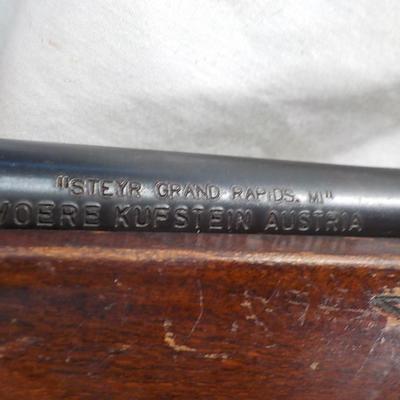 "STEYR GRAND RAPIDS. MI"
VOERE KUFSTEIN AUSTRIA